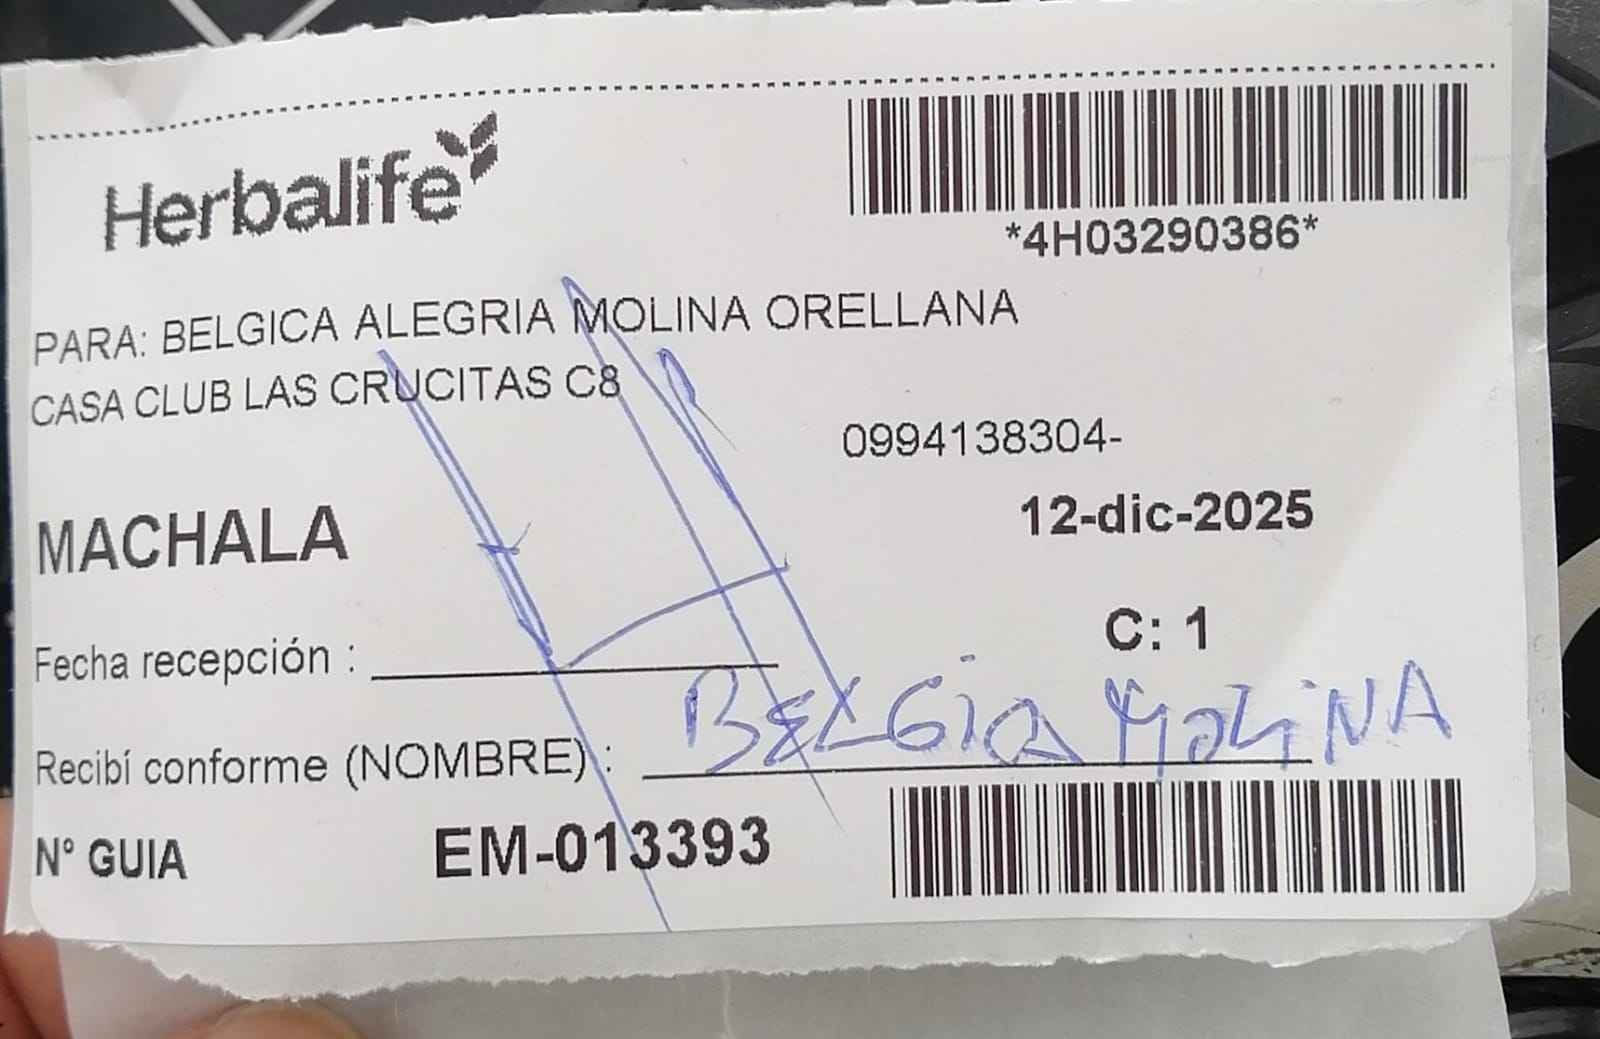 Herbalife
*4H03290386*
PARA: BELGICA ALEGRIA MOLINA ORELLANA
CASA CLUB LAS CRUCITAS C8
0994138304-
MACHALA
12-dic-2025
C: 1
Fecha recepción :
Recibí conforme (NOMBRE) : BELGicA MOLiNA
N° GUIA EM-013393